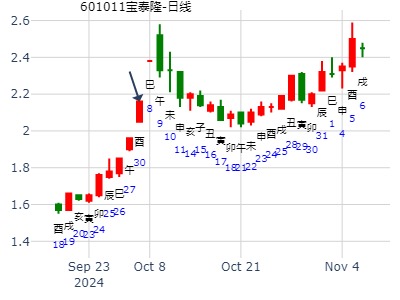 601011宝泰隆-日线
2.6
2.4
2.2
2
1.8
1.6
1.4
酉 戌 亥 寅 卯 辰 巳 午 酉 巳 午 未 申 亥 子 丑 寅 卯 午 未 申 酉 戌 丑 寅 卯 辰 巳 申 酉 戌
18 19 20 23 24 25 26 27 30 8 9 10 11 14 15 16 17 18 21 22 23 24 25 28 29 30 31 1 4 5 6
Sep 23 Oct 8 Oct 21 Nov 4
2024